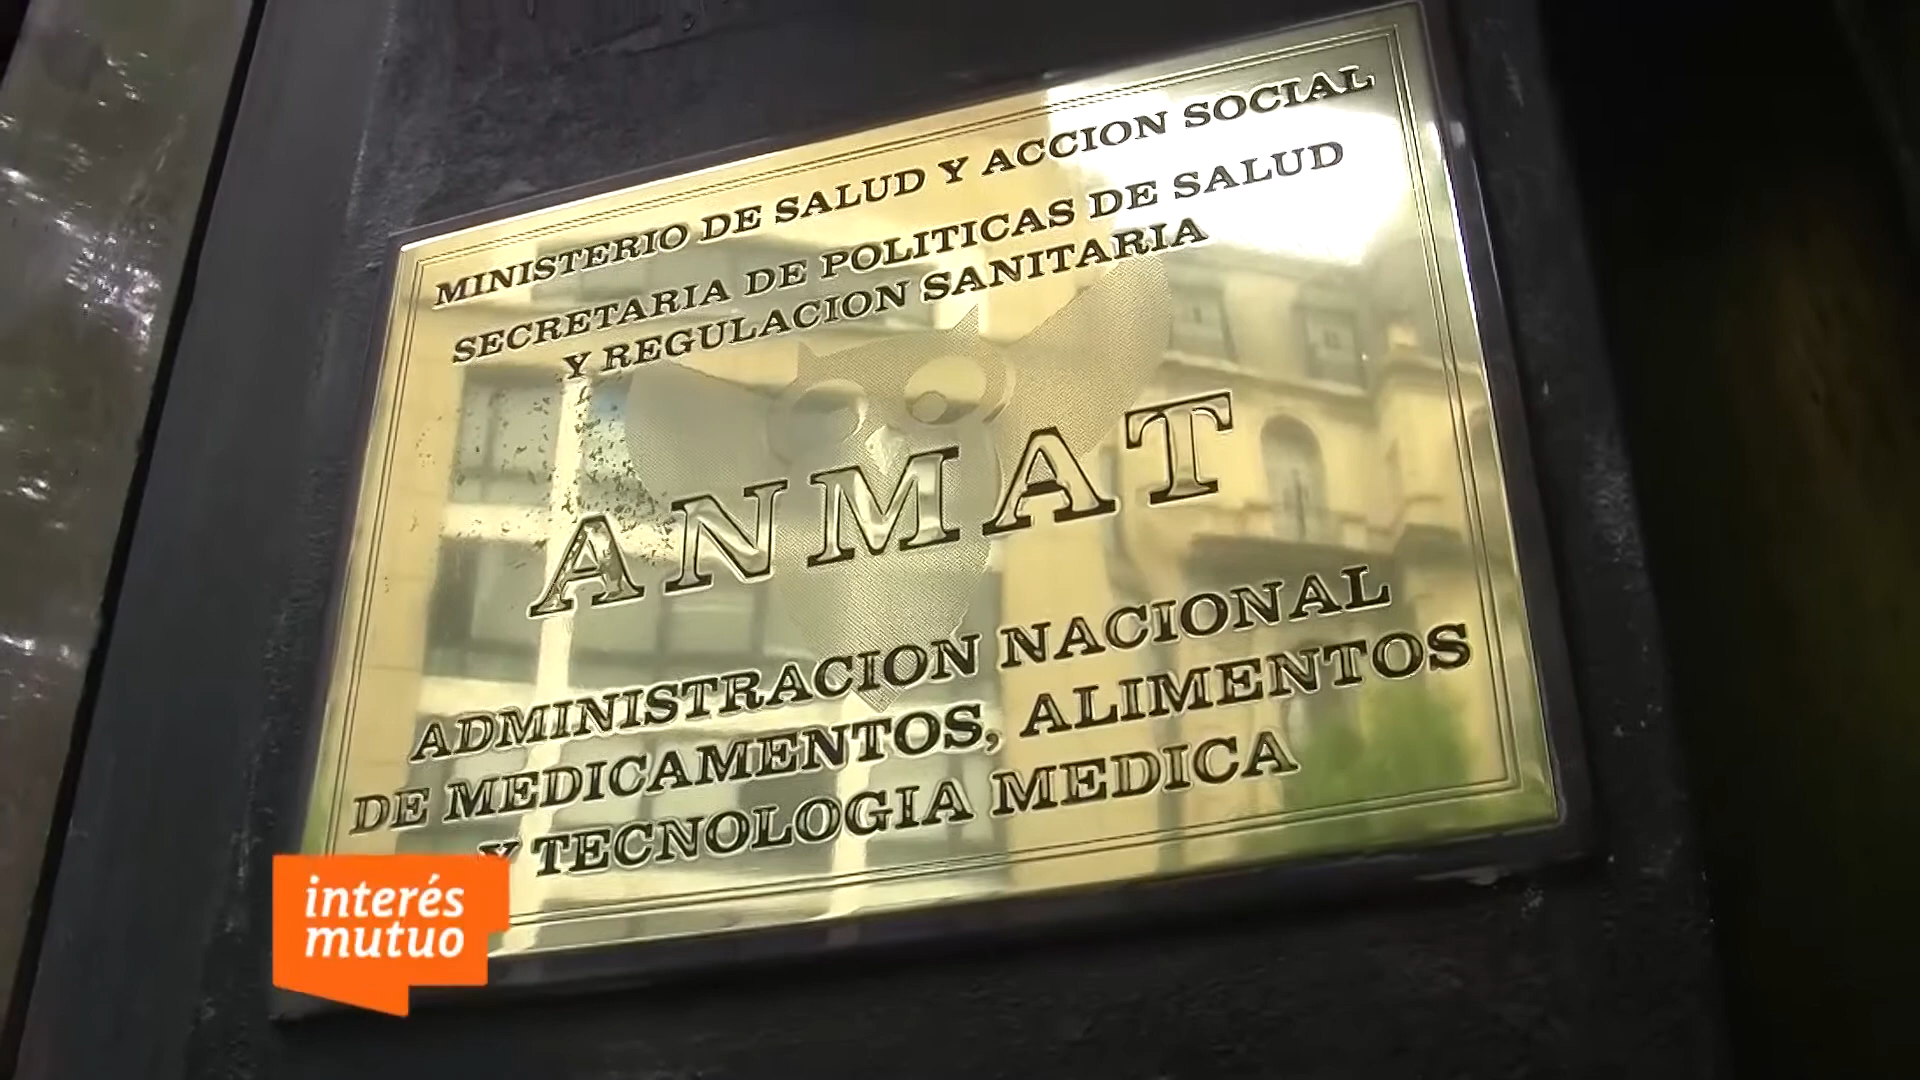 MINISTERIO DE SALUD Y ACCION SOCIAL
SECRETARIA DE POLITICAS DE SALUD
Y REGULACION SANITARIA
ANMAT
ADMINISTRACION NACIONAL
DE MEDICAMENTOS, ALIMENTOS
Y TECNOLOGIA MEDICA
interés
mutuo